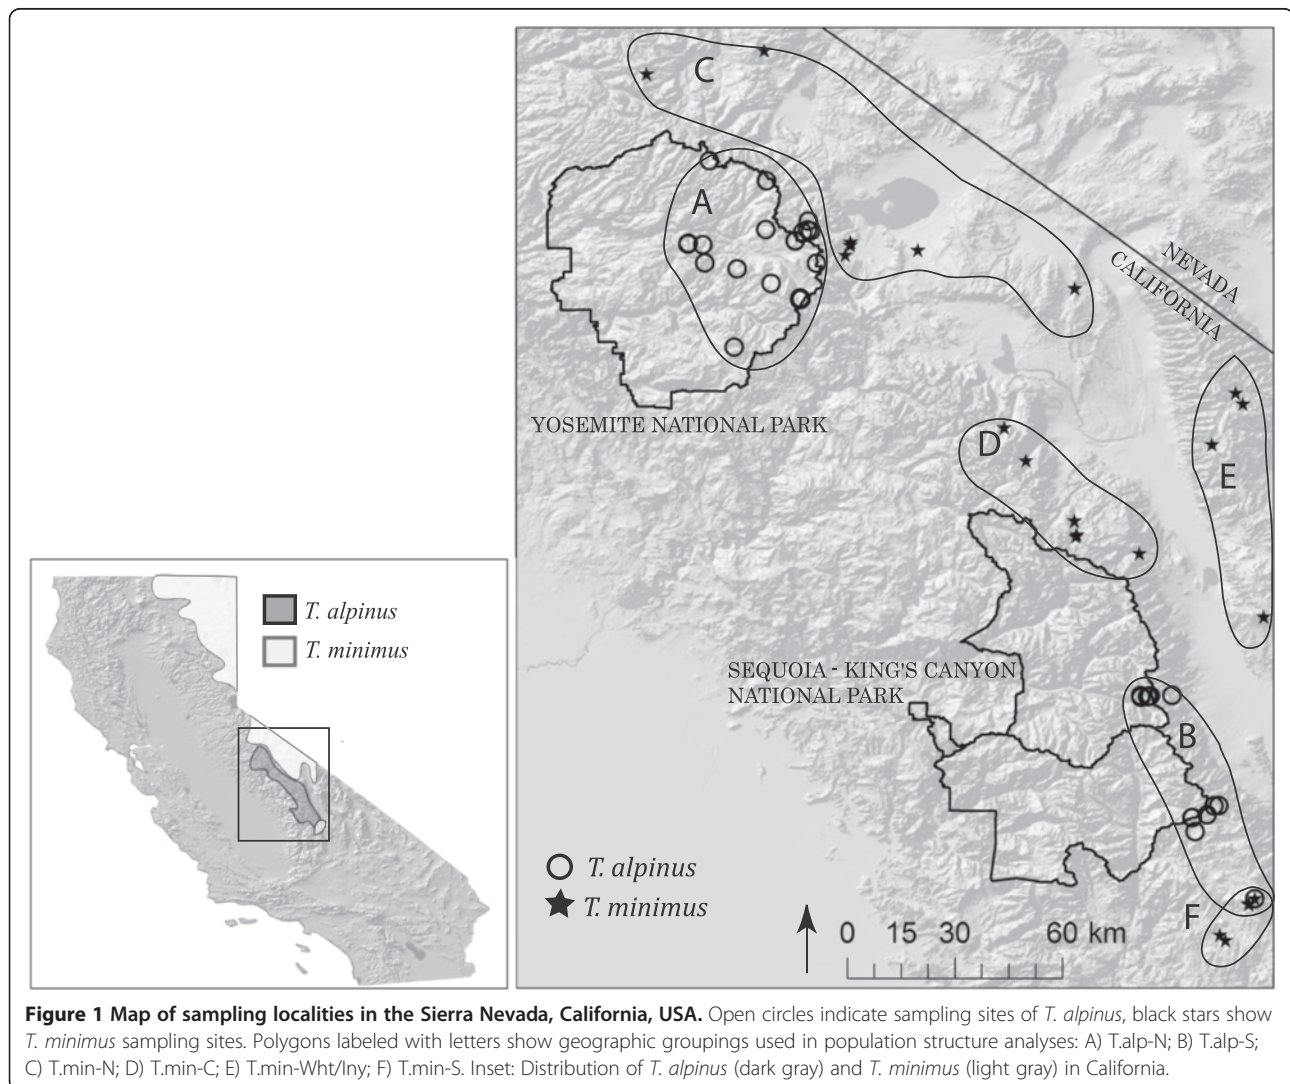 C
A
NEVADA
CALIFORNIA
YOSEMITE NATIONAL PARK
D
E
T. alpinus
T. minimus
SEQUOIA - KING'S CANYON
NATIONAL PARK
B
T. alpinus
T. minimus
F
0 15 30 60 km
Figure 1 Map of sampling localities in the Sierra Nevada, California, USA. Open circles indicate sampling sites of T. alpinus, black stars show
T. minimus sampling sites. Polygons labeled with letters show geographic groupings used in population structure analyses: A) T.alp-N; B) T.alp-S;
C) T.min-N; D) T.min-C; E) T.min-Wht/Iny; F) T.min-S. Inset: Distribution of T. alpinus (dark gray) and T. minimus (light gray) in California.